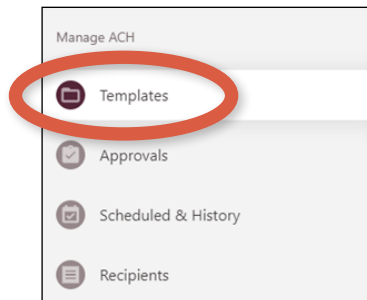 Manage ACH
Templates
Approvals
Scheduled & History
Recipients